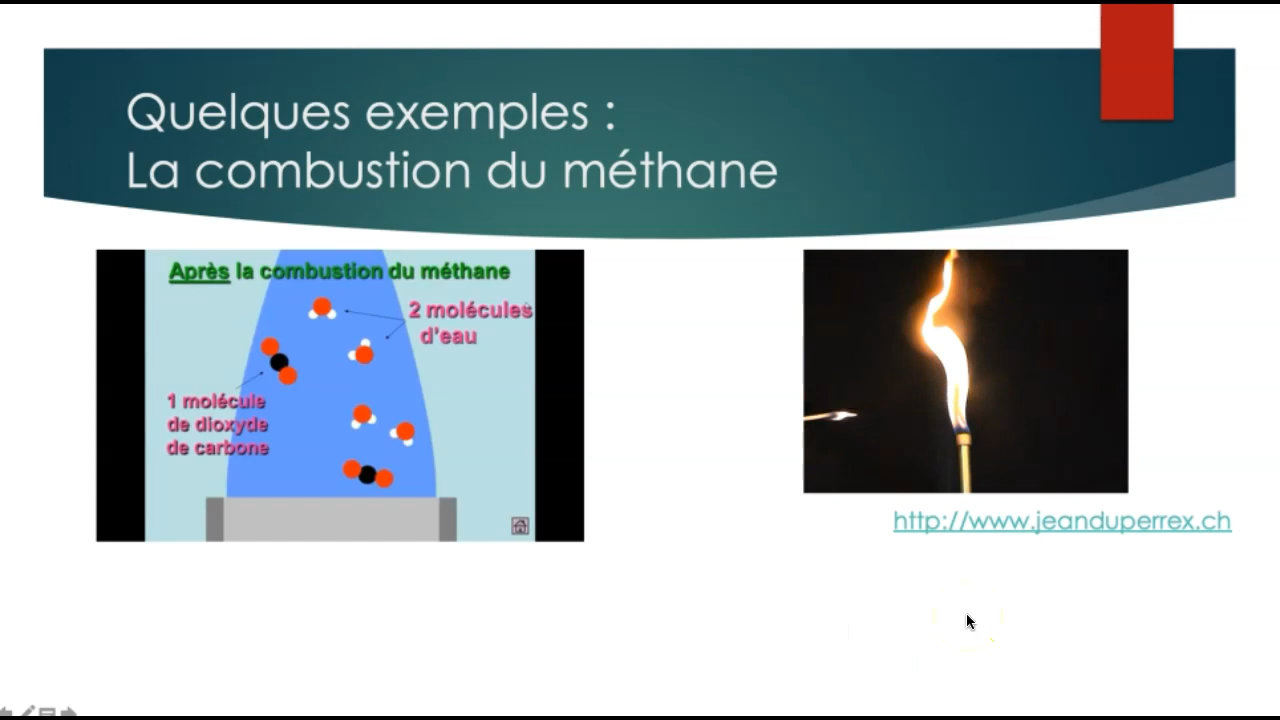 Quelques exemples :
La combustion du méthane
Après la combustion du méthane
2 molécules
d'eau
1 molécule
de dioxyde
de carbone
http://www.jeanduperrex.ch